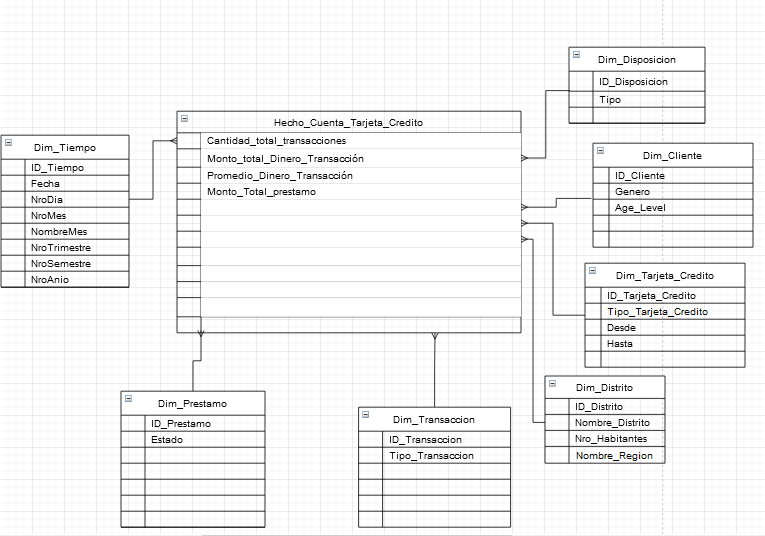 Dim_Disposicion
ID_Disposicion
Tipo
Hecho_Cuenta_Tarjeta_Credito
Cantidad_total_transacciones
Monto_total_Dinero_Transacción
Promedio_Dinero_Transacción
Monto_Total_prestamo
Dim_Tiempo
ID_Tiempo
Fecha
NroDia
NroMes
NombreMes
NroTrimestre
NroSemestre
NroAnio
Dim_Cliente
ID_Cliente
Genero
Age_Level
Dim_Tarjeta_Credito
ID_Tarjeta_Credito
Tipo_Tarjeta_Credito
Desde
Hasta
Dim_Distrito
ID_Distrito
Nombre_Distrito
Nro_Habitantes
Nombre_Region
Dim_Prestamo
ID_Prestamo
Estado
Dim_Transaccion
ID_Transaccion
Tipo_Transaccion